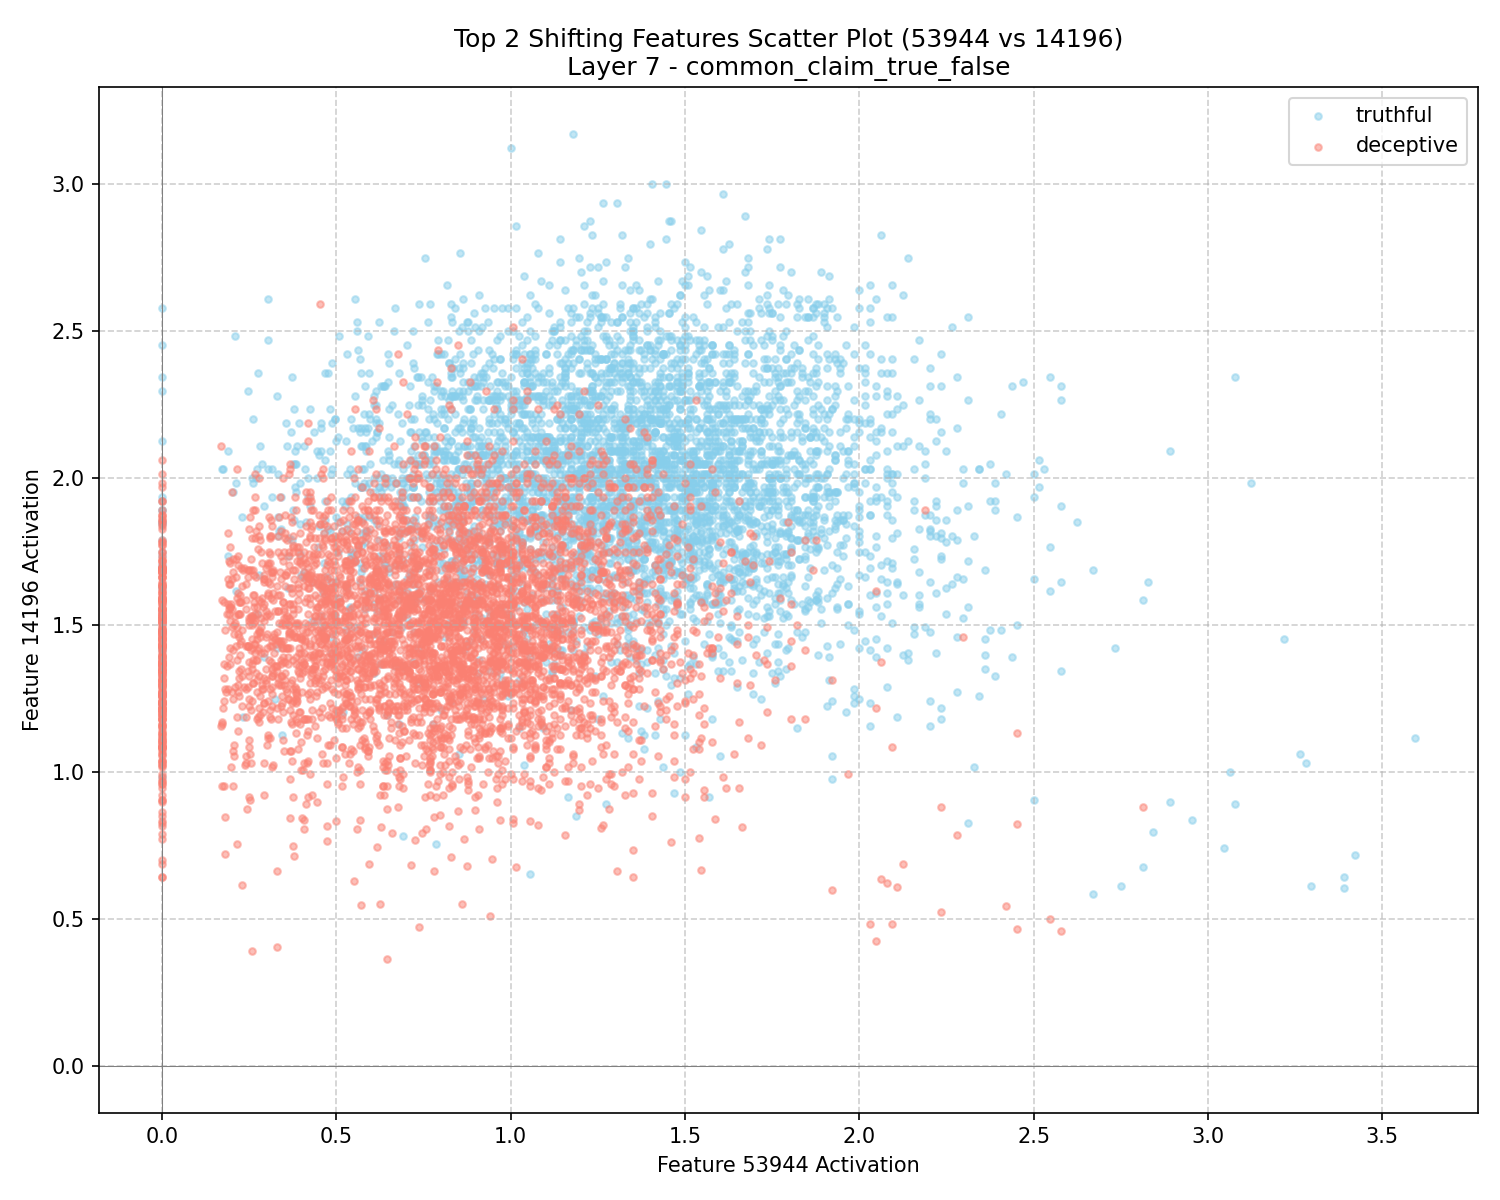 Top 2 Shifting Features Scatter Plot (53944 vs 14196)
Layer 7 - common_claim_true_false
truthful
deceptive
Feature 14196 Activation
3.0
2.5
2.0
1.5
1.0
0.5
0.0
0.0 0.5 1.0 1.5 2.0 2.5 3.0 3.5
Feature 53944 Activation